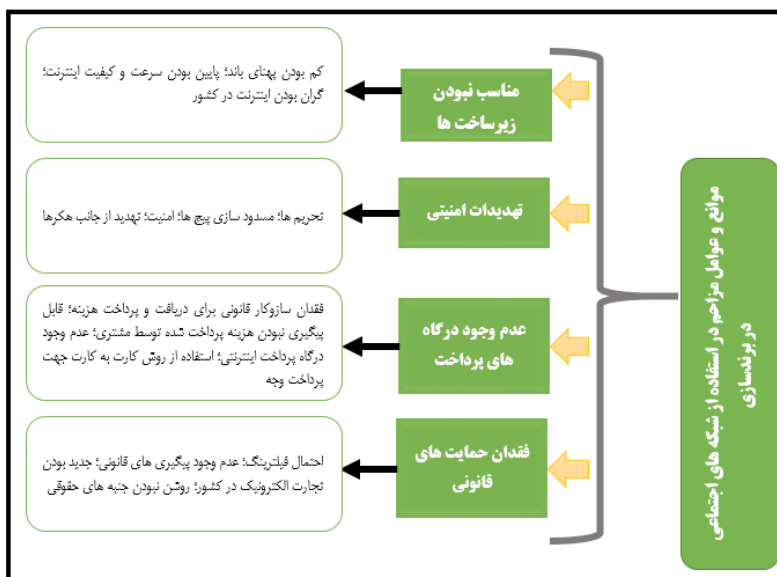 موانع و عوامل مزاحم در استفاده از شبکه های اجتماعی
در برندسازی
مناسب نبودن
زیرساخت ها
کم بودن پهنای باند؛ پایین بودن سرعت و کیفیت اینترنت؛
گران بودن اینترنت در کشور
تهدیدات امنیتی
تحریم ها؛ مسدود سازی پیج ها؛ امنیت؛ تهدید از جانب هکرها
عدم وجود درگاه
های پرداخت
فقدان سازوکار قانونی برای دریافت و پرداخت هزینه؛ قابل
پیگیری نبودن هزینه پرداخت شده توسط مشتری؛ عدم وجود
درگاه پرداخت اینترنتی؛ استفاده از روش کارت به کارت جهت
پرداخت وجه
فقدان حمایت های
قانونی
احتمال فیلترینگ؛ عدم وجود پیگیری های قانونی؛ جدید بودن
تجارت الکترونیک در کشور؛ روشن نبودن جنبه های حقوقی